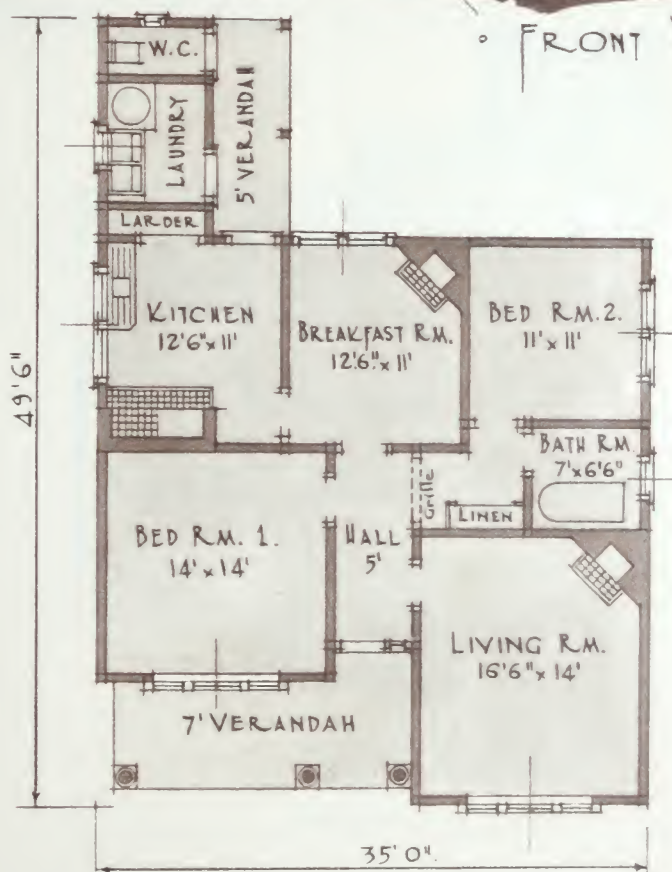 ° FRONT
W.C.
LAUNDRY
5' VERANDAH
LARDER
KITCHEN
12'6" x 11'
BREAKFAST RM.
12'6" x 11'
BED RM. 2.
11' x 11'
49'6"
BATH RM.
7' x 6'6"
Grille
LINEN
BED RM. 1.
14' x 14'
HALL
5'
LIVING RM.
16'6" x 14'
7' VERANDAH
35'0"